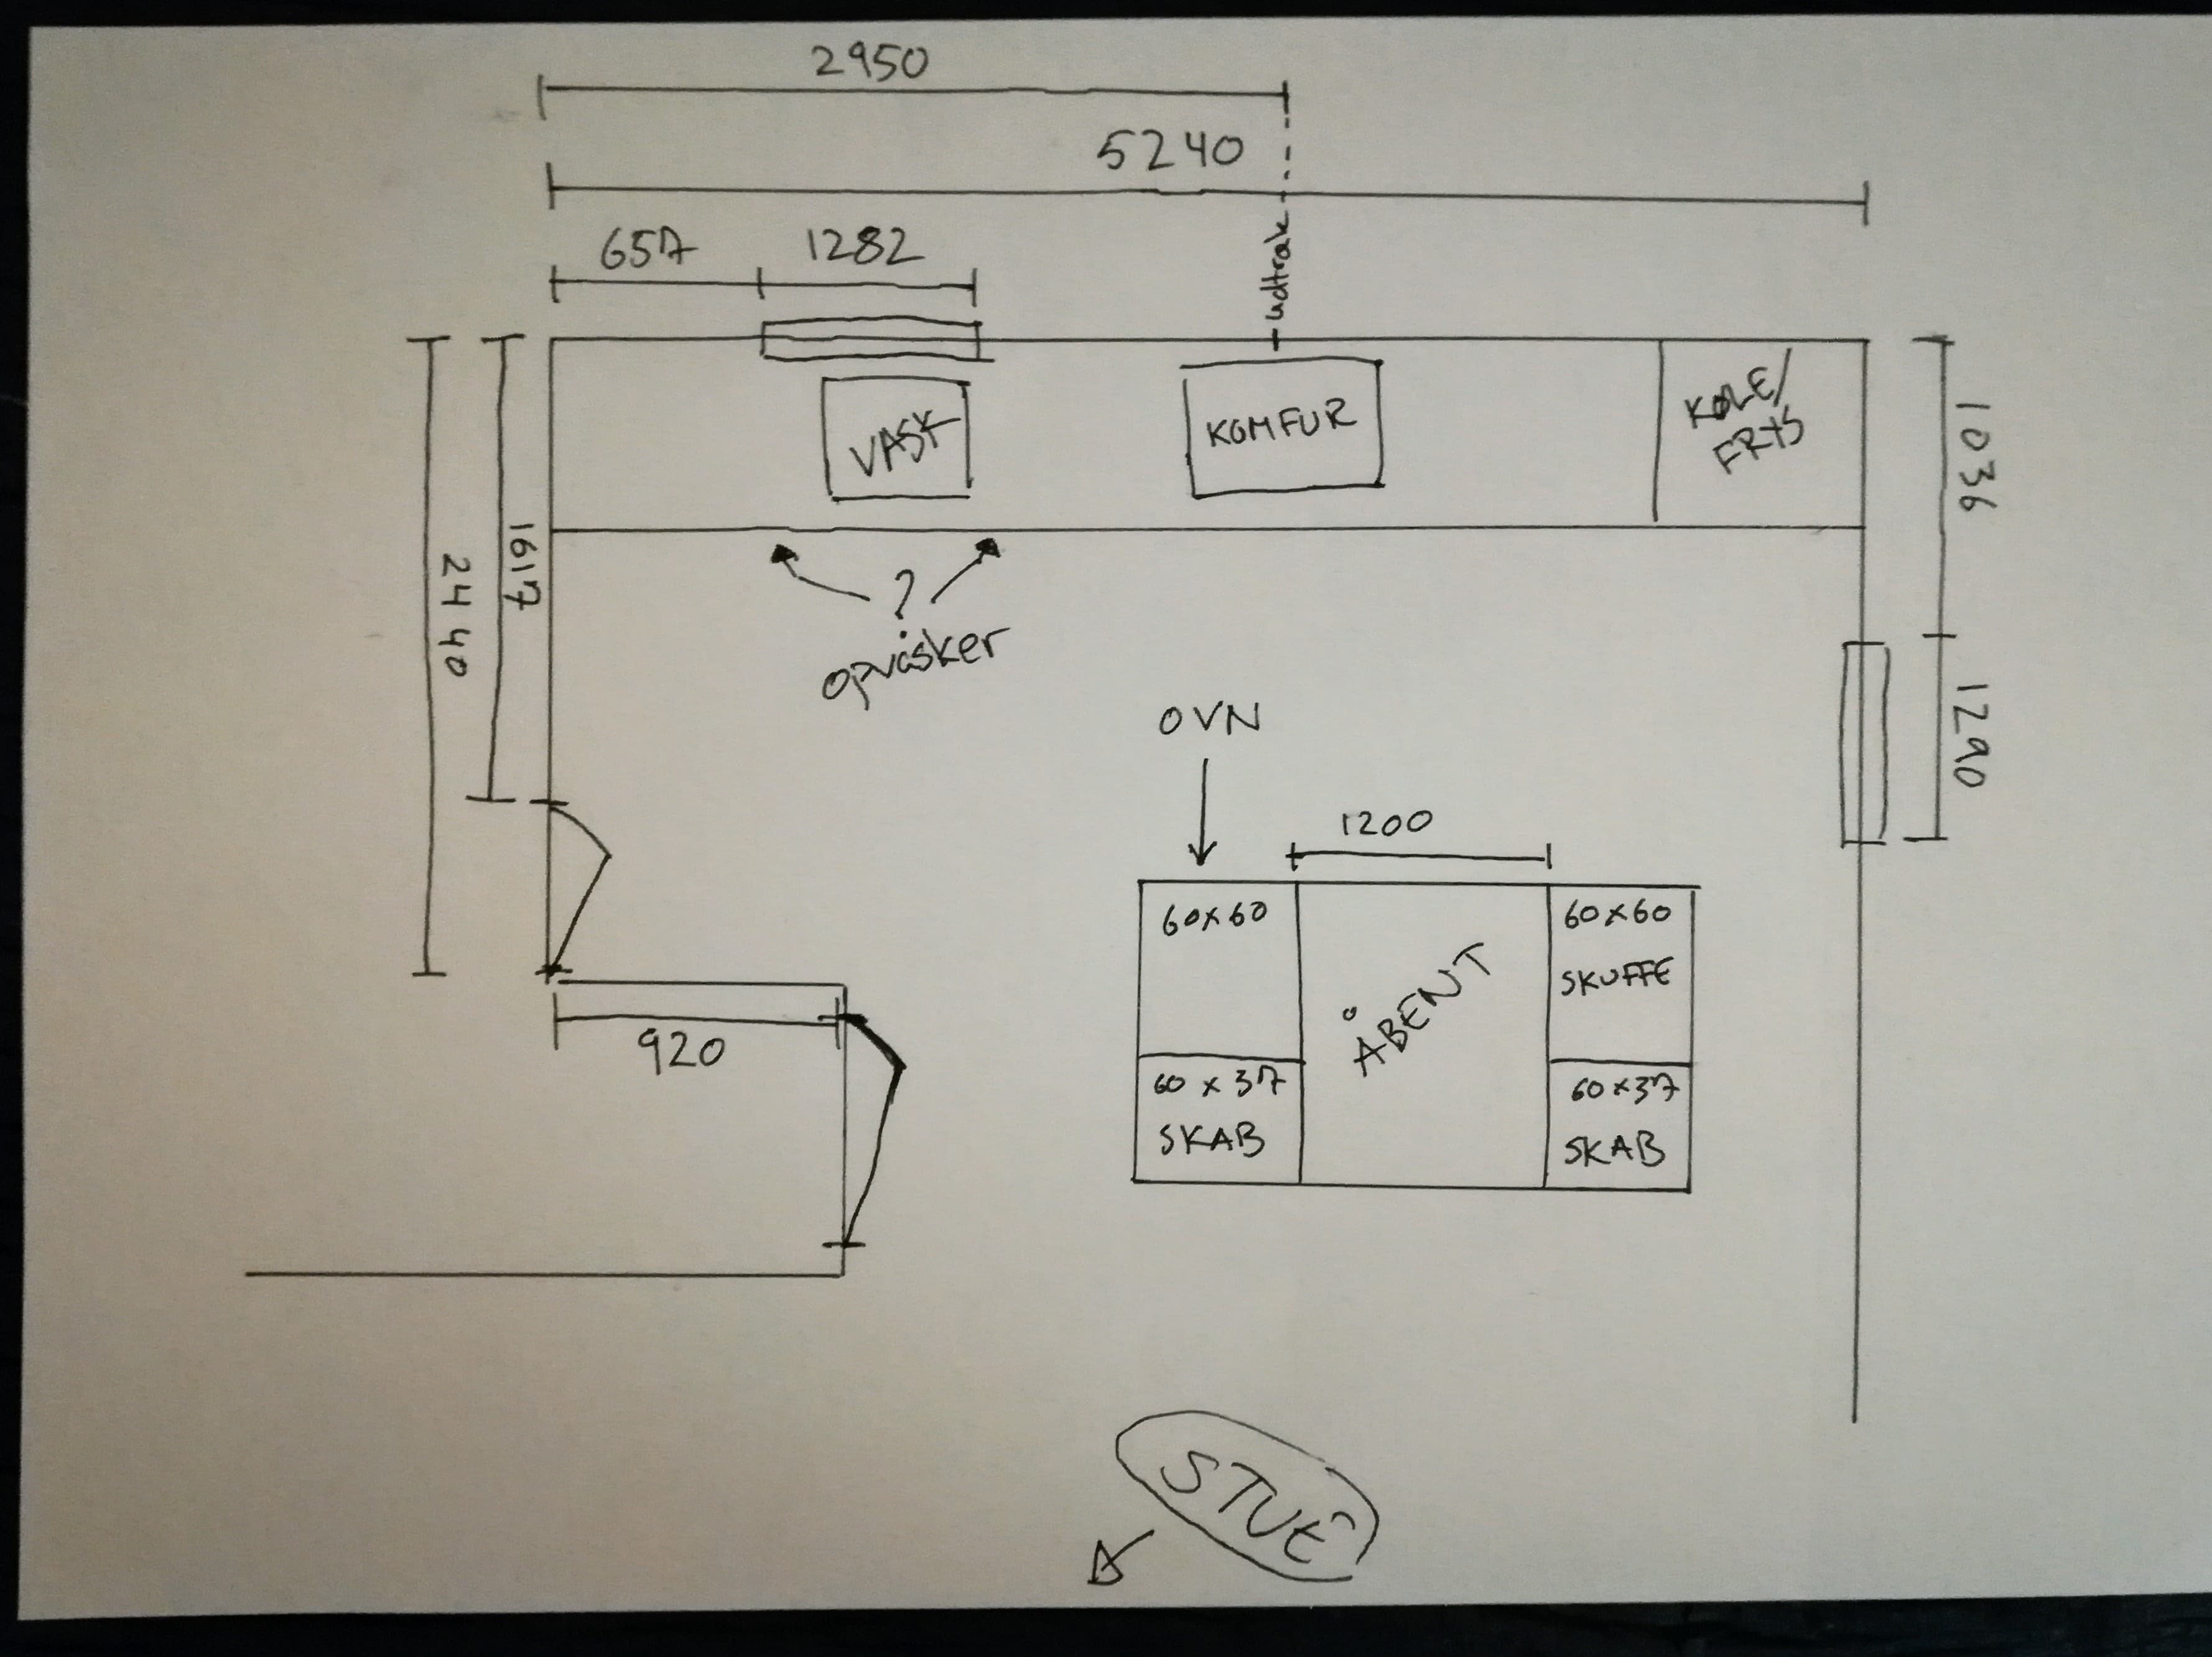 2950
5240
657
1282
udtræk
VASK
KOMFUR
KØLE/
FRYS
1036
1617
2440
?
opvasker
1290
OVN
1200
60x60
60x60
SKUFFE
ÅBENT
920
60 x 37
SKAB
60x37
SKAB
STUE